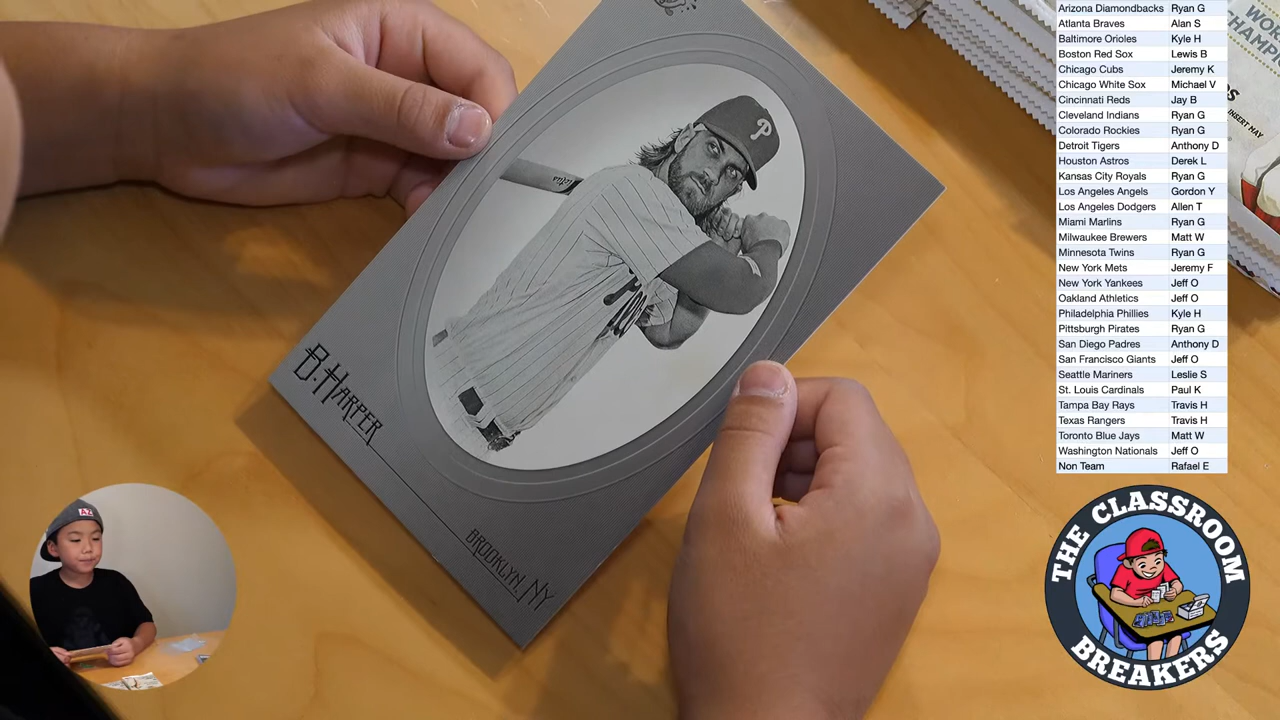 Arizona Diamondbacks Ryan G
Atlanta Braves Alan S
Baltimore Orioles Kyle H
Boston Red Sox Lewis B
Chicago Cubs Jeremy K
Chicago White Sox Michael V
Cincinnati Reds Jay B
Cleveland Indians Ryan G
Colorado Rockies Ryan G
Detroit Tigers Anthony D
Houston Astros Derek L
Kansas City Royals Ryan G
Los Angeles Angels Gordon Y
Los Angeles Dodgers Allen T
Miami Marlins Ryan G
Milwaukee Brewers Matt W
Minnesota Twins Ryan G
New York Mets Jeremy F
New York Yankees Jeff O
Oakland Athletics Jeff O
Philadelphia Phillies Kyle H
Pittsburgh Pirates Ryan G
San Diego Padres Anthony D
San Francisco Giants Jeff O
Seattle Mariners Leslie S
St. Louis Cardinals Paul K
Tampa Bay Rays Travis H
Texas Rangers Travis H
Toronto Blue Jays Matt W
Washington Nationals Jeff O
Non Team Rafael E
P
B. HARPER
BROOKLYN, NY
AZ
THE CLASSROOM
BREAKERS
INSERT MAY